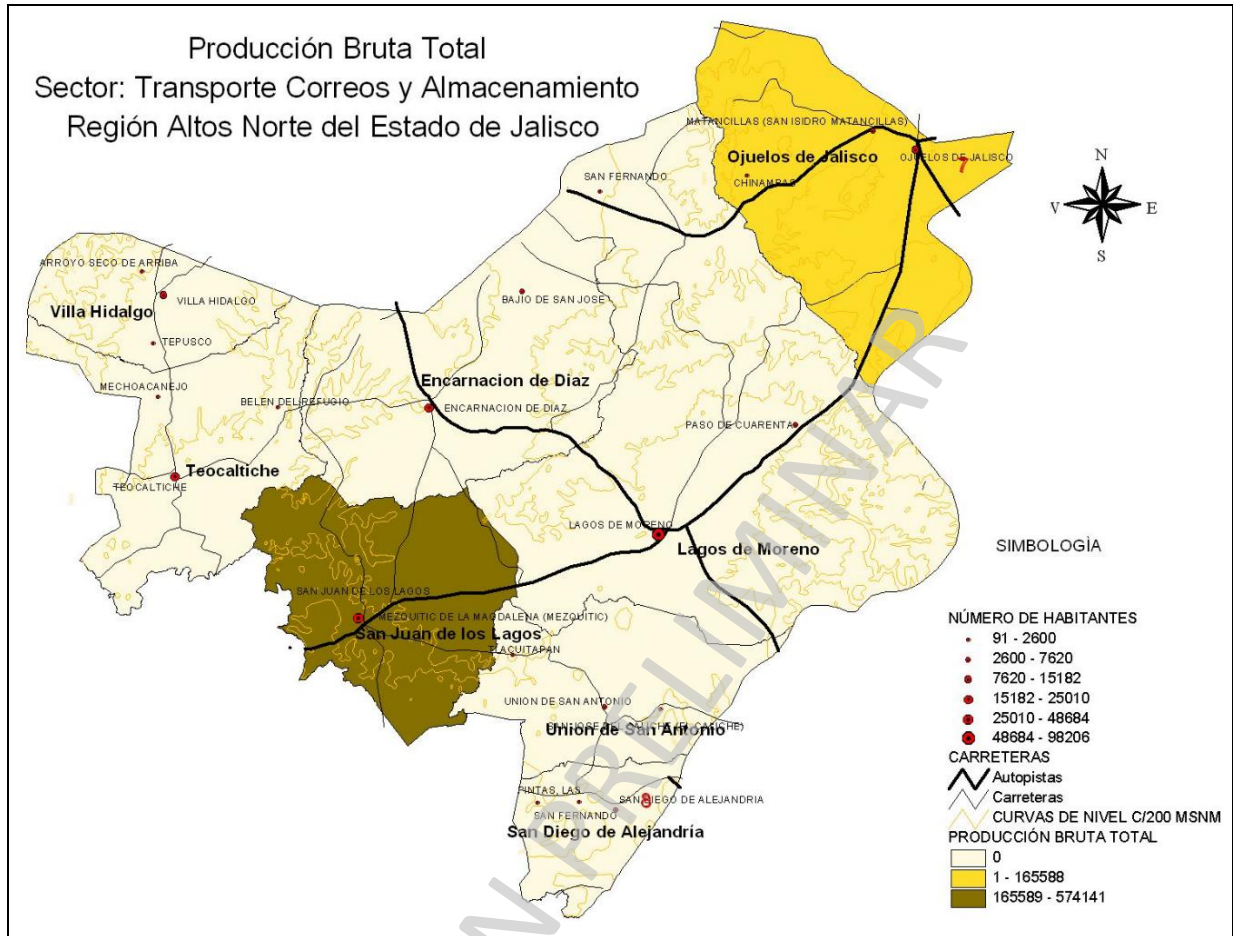 Producción Bruta Total
Sector: Transporte Correos y Almacenamiento
Región Altos Norte del Estado de Jalisco
MATANCILLAS (SAN ISIDRO MATANCILLAS)
Ojuelos de Jalisco
OJUELOS DE JALISCO
7
CHINAMPAS
SAN FERNANDO
N
V
E
S
ARROYO SECO DE ARRIBA
VILLA HIDALGO
Villa Hidalgo
BAJÍO DE SAN JOSÉ
TEPUSCO
MECHOACANEJO
Encarnacion de Diaz
BELEN DEL REFUGIO
ENCARNACION DE DIAZ
PASO DE CUARENTA
Teocaltiche
TEOCALTICHE
LAGOS DE MORENO
Lagos de Moreno
SAN JUAN DE LOS LAGOS
MEZQUITIC DE LA MAGDALENA (MEZQUITIC)
San Juan de los Lagos
TLACUITAPAN
UNION DE SAN ANTONIO
Union de San Antonio
PINTAS, LAS
SAN DIEGO DE ALEJANDRIA
8
SAN FERNANDO
San Diego de Alejandría
SIMBOLOGÌA
NÚMERO DE HABITANTES
91 - 2600
2600 - 7620
7620 - 15182
15182 - 25010
25010 - 48684
48684 - 98206
CARRETERAS
Autopistas
Carreteras
CURVAS DE NIVEL C/200 MSNM
PRODUCCIÓN BRUTA TOTAL
0
1 - 165588
165589 - 574141
N PRELIMINAR